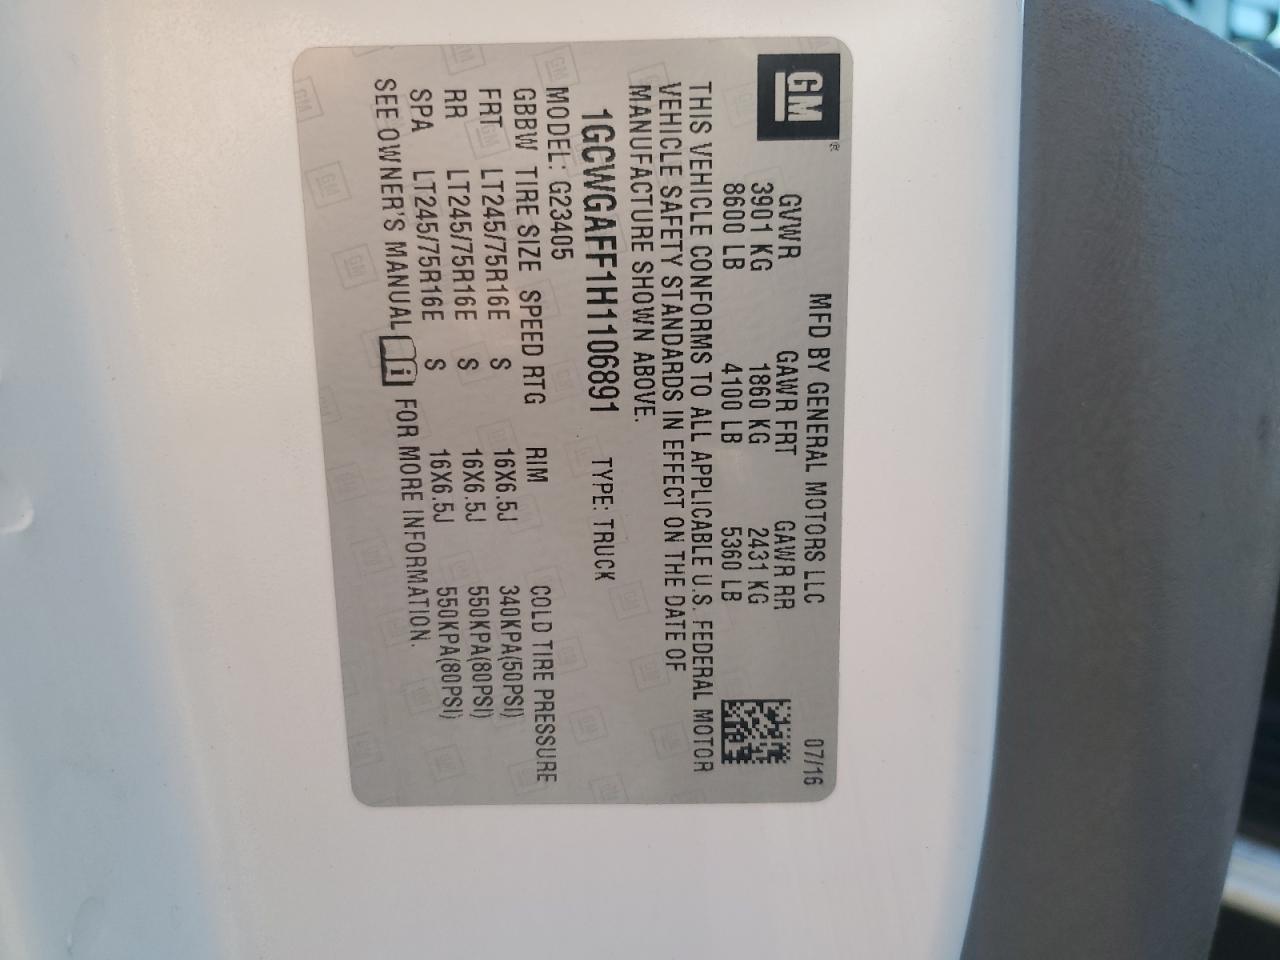 GM®
MFD BY GENERAL MOTORS LLC 07/16
GVWR GAWR FRT GAWR RR
3901 KG 1860 KG 2431 KG
8600 LB 4100 LB 5360 LB
THIS VEHICLE CONFORMS TO ALL APPLICABLE U.S. FEDERAL MOTOR
VEHICLE SAFETY STANDARDS IN EFFECT ON THE DATE OF
MANUFACTURE SHOWN ABOVE.
1GCWGAFF1H1106891 TYPE: TRUCK
MODEL: G23405
GBBW TIRE SIZE SPEED RTG RIM COLD TIRE PRESSURE
FRT LT245/75R16E S 16X6.5J 340KPA(50PSI)
RR LT245/75R16E S 16X6.5J 550KPA(80PSI)
SPA LT245/75R16E S 16X6.5J 550KPA(80PSI)
SEE OWNER'S MANUAL i FOR MORE INFORMATION.